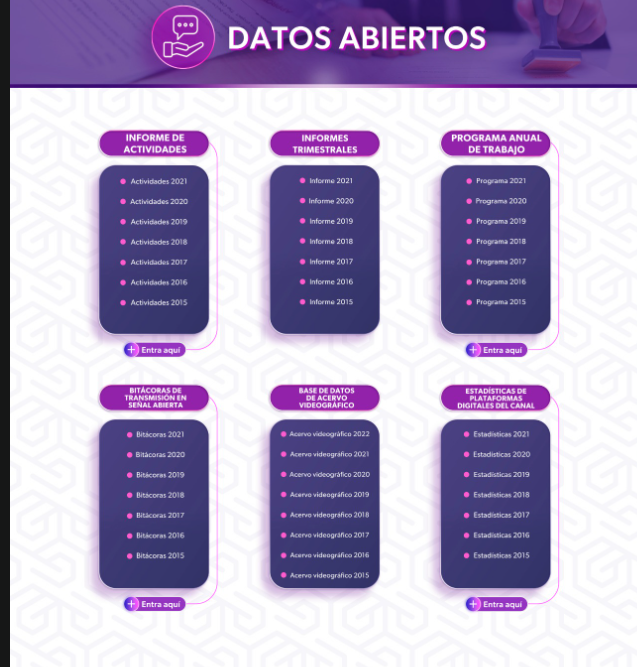 DATOS ABIERTOS
INFORME DE
ACTIVIDADES
Actividades 2021
Actividades 2020
Actividades 2019
Actividades 2018
Actividades 2017
Actividades 2016
Actividades 2015
Entra aquí
INFORMES
TRIMESTRALES
Informe 2021
Informe 2020
Informe 2019
Informe 2018
Informe 2017
Informe 2016
Informe 2015
PROGRAMA ANUAL
DE TRABAJO
Programa 2021
Programa 2020
Programa 2019
Programa 2018
Programa 2017
Programa 2016
Programa 2015
Entra aquí
BITÁCORAS DE
TRANSMISIÓN EN
SEÑAL ABIERTA
Bitácoras 2021
Bitácoras 2020
Bitácoras 2019
Bitácoras 2018
Bitácoras 2017
Bitácoras 2016
Bitácoras 2015
Entra aquí
BASE DE DATOS
DE ACERVO
VIDEOGRÁFICO
Acervo videográfico 2022
Acervo videográfico 2021
Acervo videográfico 2020
Acervo videográfico 2019
Acervo videográfico 2018
Acervo videográfico 2017
Acervo videográfico 2016
Acervo videográfico 2015
ESTADÍSTICAS DE
PLATAFORMAS
DIGITALES DEL CANAL
Estadísticas 2021
Estadísticas 2020
Estadísticas 2019
Estadísticas 2018
Estadísticas 2017
Estadísticas 2016
Estadísticas 2015
Entra aquí